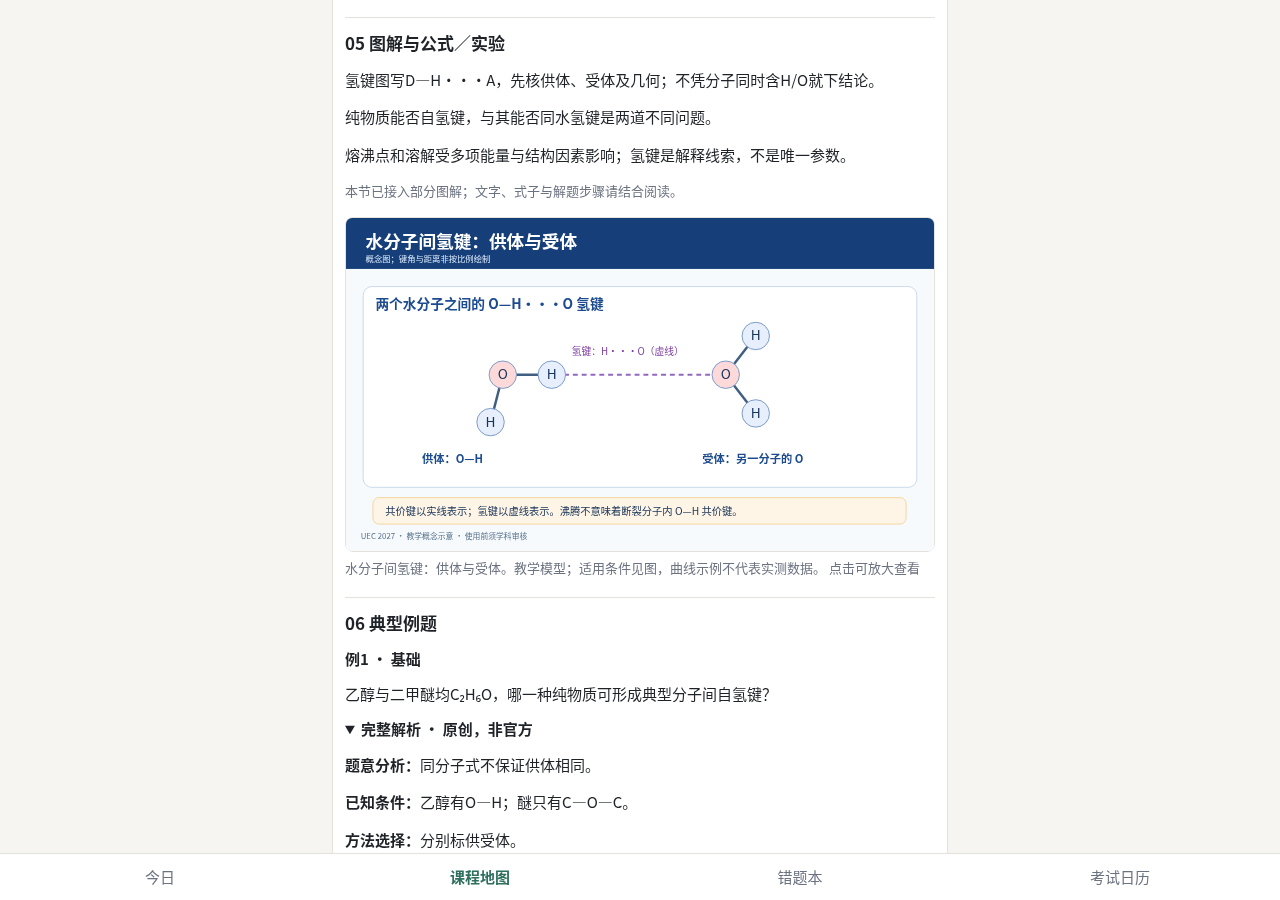 05 图解与公式／实验
氢键图写D—H···A，先核供体、受体及几何；不凭分子同时含H/O就下结论。
纯物质能否自氢键，与其能否同水氢键是两道不同问题。
熔沸点和溶解受多项能量与结构因素影响；氢键是解释线索，不是唯一参数。
本节已接入部分图解；文字、式子与解题步骤请结合阅读。
水分子间氢键：供体与受体
概念图；键角与距离非按比例绘制
两个水分子之间的 O—H···O 氢键
H
氢键：H···O（虚线）
O H O
H H
供体：O—H 受体：另一分子的 O
共价键以实线表示；氢键以虚线表示。沸腾不意味着断裂分子内 O—H 共价键。
UEC 2027 · 教学概念示意 · 使用前须学科审核
水分子间氢键：供体与受体。教学模型；适用条件见图，曲线示例不代表实测数据。 点击可放大查看
06 典型例题
例1 · 基础
乙醇与二甲醚均C₂H₆O，哪一种纯物质可形成典型分子间自氢键？
▼ 完整解析 · 原创，非官方
题意分析：同分子式不保证供体相同。
已知条件：乙醇有O—H；醚只有C—O—C。
方法选择：分别标供受体。
今日 课程地图 错题本 考试日历